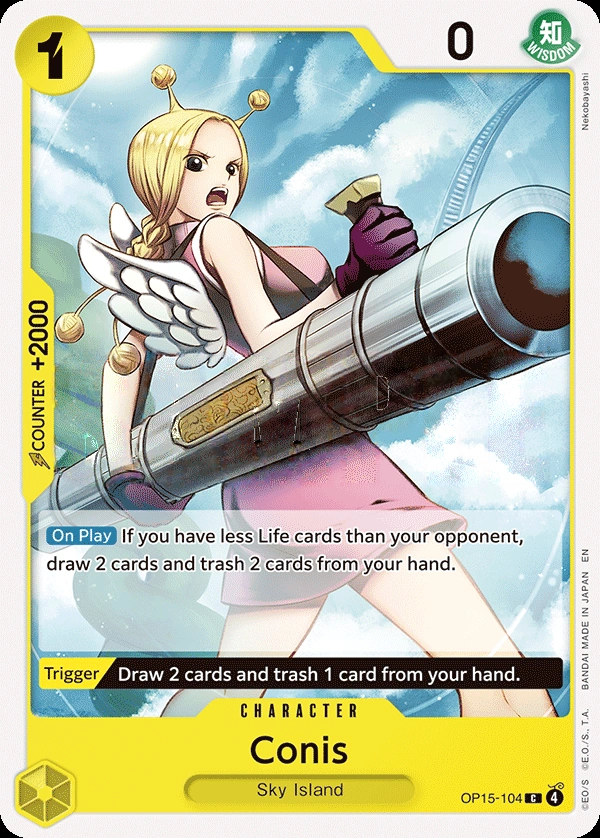 1
0
知
WISDOM
Nekobayashi
COUNTER +2000
On Play If you have less Life cards than your opponent,
draw 2 cards and trash 2 cards from your hand.
Trigger Draw 2 cards and trash 1 card from your hand.
CHARACTER
Conis
Sky Island
OP15-104 C 4
©E.O/S ©E.O./S., T.A. BANDAI MADE IN JAPAN EN